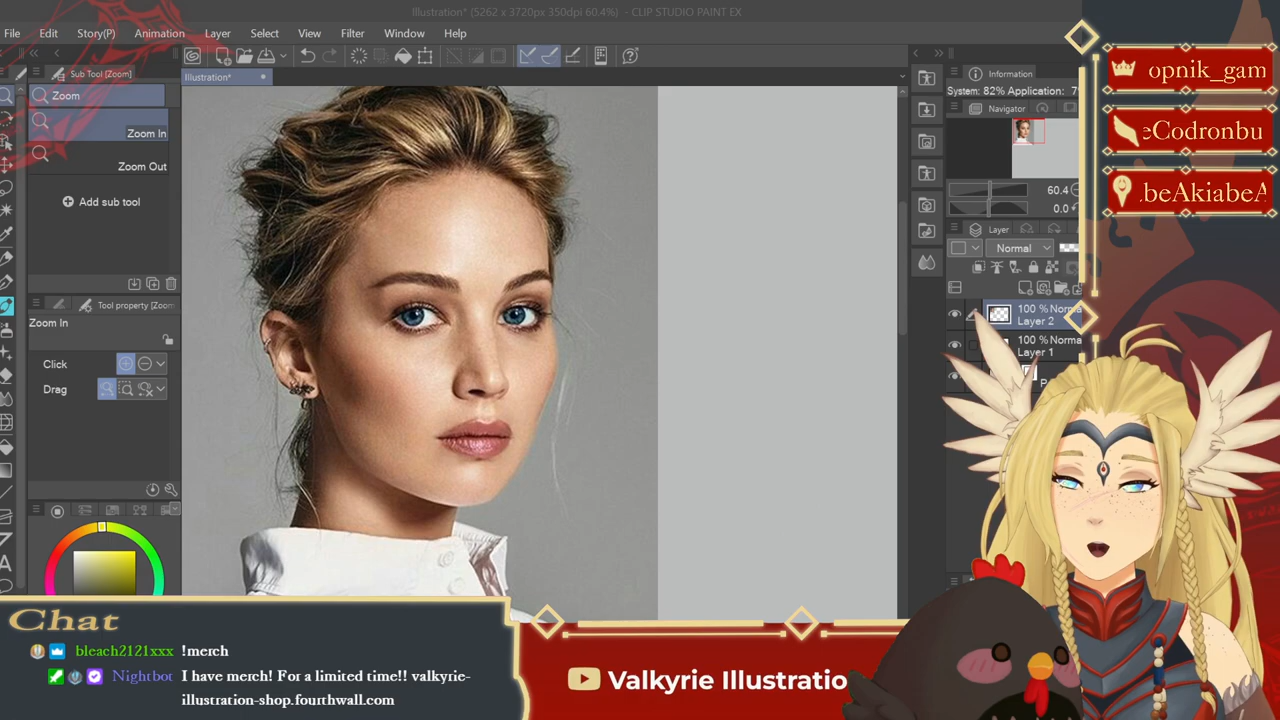 Illustration* (5262 x 3720px 350dpi 60.4%) - CLIP STUDIO PAINT EX
File Edit Story(P) Animation Layer Select View Filter Window Help
Sub Tool [Zoom]
Illustration*
Information
Zoom
System: 82% Application: 7
Zoom In
Navigator
Zoom Out
Add sub tool
60.4
0.0
Layer
Normal
Tool property [Zoom
Zoom In
100 % Norma
Layer 2
100 % Norma
Layer 1
Click
Drag
P
opnik_gam
eCodronbu
beAkiabeA
Chat
bleach2121xxx !merch
Nightbot I have merch! For a limited time!! valkyrie-
illustration-shop.fourthwall.com
Valkyrie Illustratio